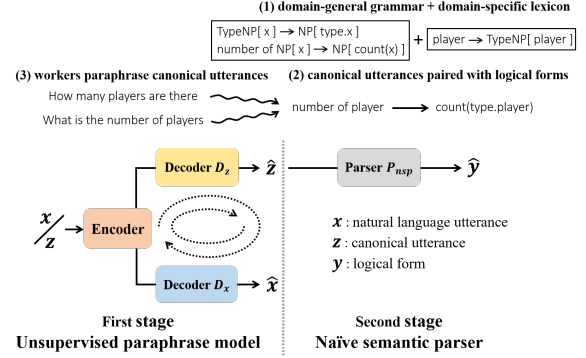 (1) domain-general grammar + domain-specific lexicon
TypeNP[ x ] → NP[ type.x ]
number of NP[ x ] → NP[ count(x) ]
+
player → TypeNP[ player ]
(3) workers paraphrase canonical utterances
(2) canonical utterances paired with logical forms
How many players are there
What is the number of players
number of player
count(type.player)
Decoder D_z
ẑ
Parser P_nsp
ŷ
x/z
Encoder
x : natural language utterance
z : canonical utterance
y : logical form
Decoder D_x
x̂
First stage
Unsupervised paraphrase model
Second stage
Naïve semantic parser